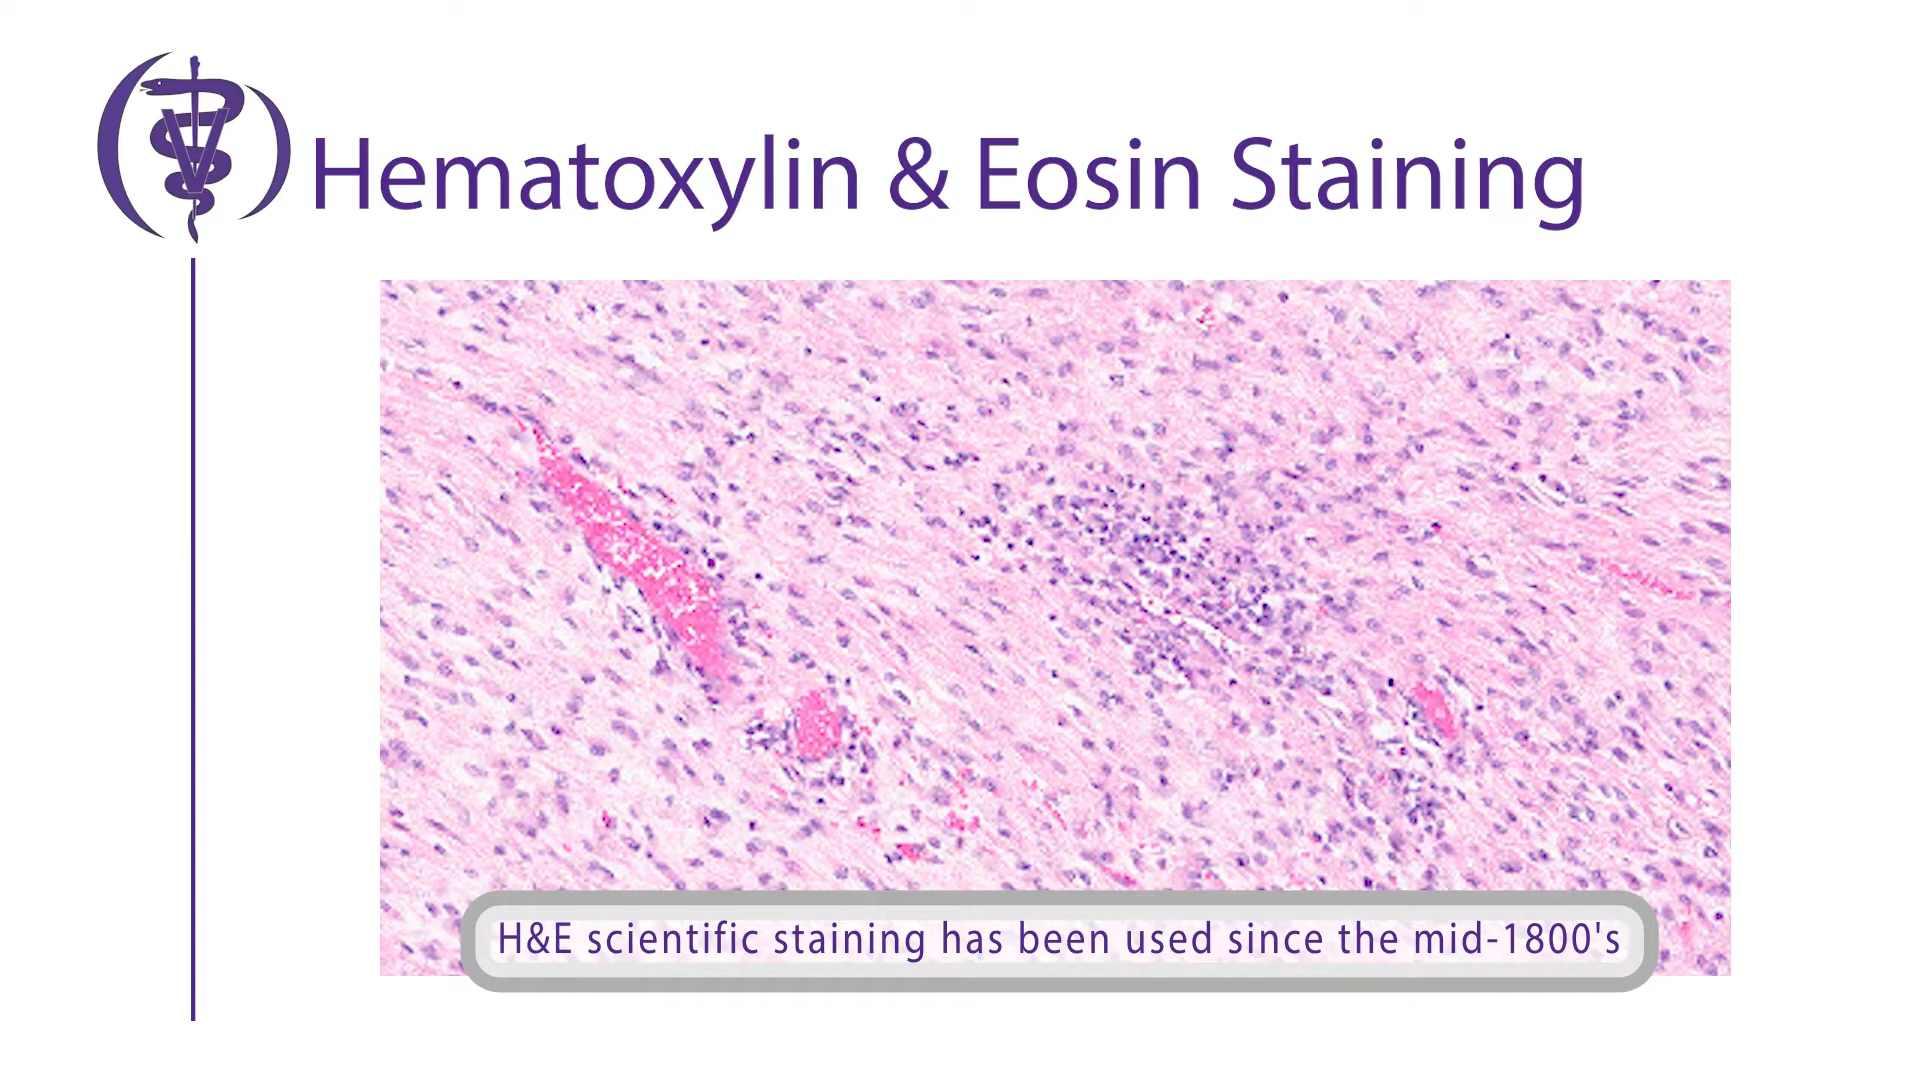 Hematoxylin & Eosin Staining
H&E scientific staining has been used since the mid-1800's